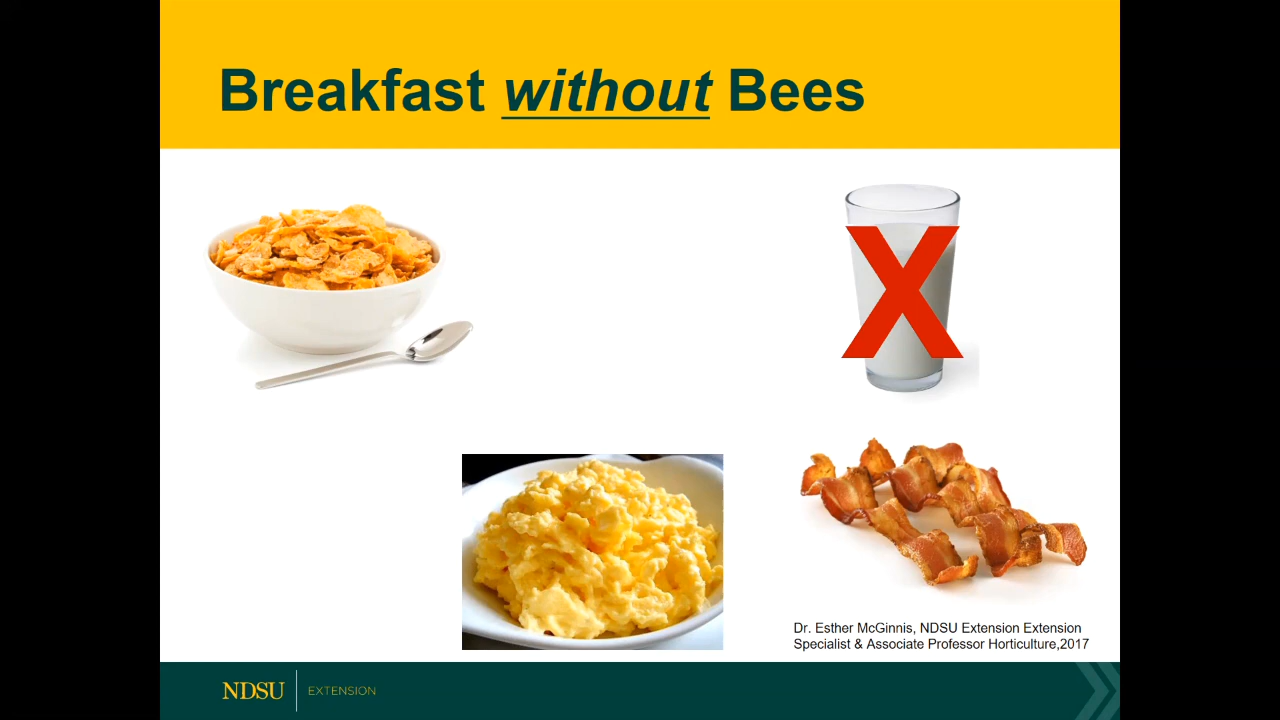 Breakfast without Bees
X
Dr. Esther McGinnis, NDSU Extension Extension
Specialist & Associate Professor Horticulture,2017
NDSU EXTENSION